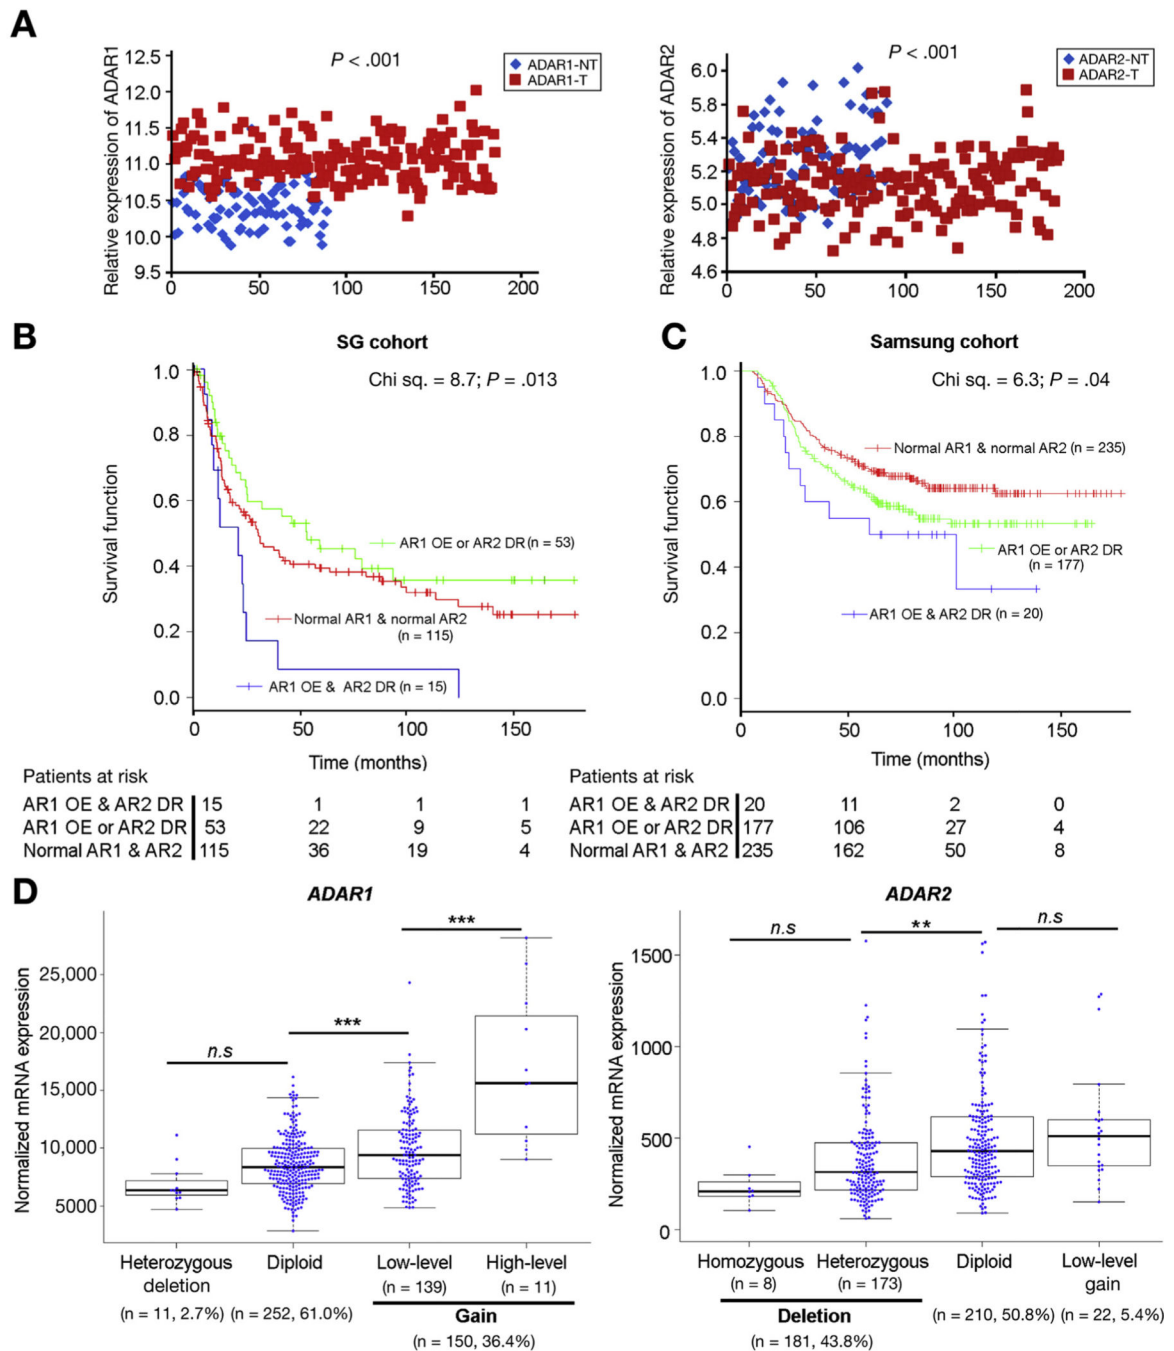 A
Relative expression of ADAR1
12.5
12.0
11.5
11.0
10.5
10.0
9.5
0 50 100 150 200
P < .001
ADAR1-NT
ADAR1-T
Relative expression of ADAR2
6.0
5.8
5.4
5.2
5.0
4.8
4.6
0 50 100 150 200
P < .001
ADAR2-NT
ADAR2-T
B
SG cohort
Chi sq. = 8.7; P = .013
Survival function
1.0
0.8
0.6
0.4
0.2
0.0
AR1 OE or AR2 DR (n = 53)
Normal AR1 & normal AR2
(n = 115)
AR1 OE & AR2 DR (n = 15)
0 50 100 150
Time (months)
Patients at risk
AR1 OE & AR2 DR 15 1 1 1
AR1 OE or AR2 DR 53 22 9 5
Normal AR1 & AR2 115 36 19 4
C
Samsung cohort
Chi sq. = 6.3; P = .04
Survival function
1.0
0.8
0.6
0.4
0.2
0.0
Normal AR1 & normal AR2 (n = 235)
AR1 OE or AR2 DR
(n = 177)
AR1 OE & AR2 DR (n = 20)
0 50 100 150
Time (months)
Patients at risk
AR1 OE & AR2 DR 20 11 2 0
AR1 OE or AR2 DR 177 106 27 4
Normal AR1 & AR2 235 162 50 8
D
ADAR1
Normalized mRNA expression
25,000
20,000
15,000
10,000
5000
n.s
***
***
Heterozygous
deletion
(n = 11, 2.7%)
Diploid
(n = 252, 61.0%)
Low-level
(n = 139)
High-level
(n = 11)
Gain
(n = 150, 36.4%)
ADAR2
Normalized mRNA expression
1500
1000
500
0
n.s
**
n.s
Homozygous
(n = 8)
Heterozygous
(n = 173)
Deletion
(n = 181, 43.8%)
Diploid
(n = 210, 50.8%)
Low-level
gain
(n = 22, 5.4%)